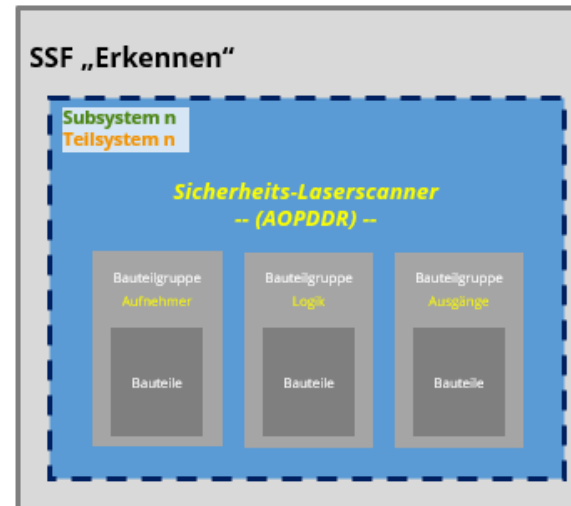 SSF „Erkennen“
Subsystem n
Teilsystem n
Sicherheits-Laserscanner
-- (AOPDDR) --
Bauteilgruppe
Aufnehmer
Bauteile
Bauteilgruppe
Logik
Bauteile
Bauteilgruppe
Ausgänge
Bauteile